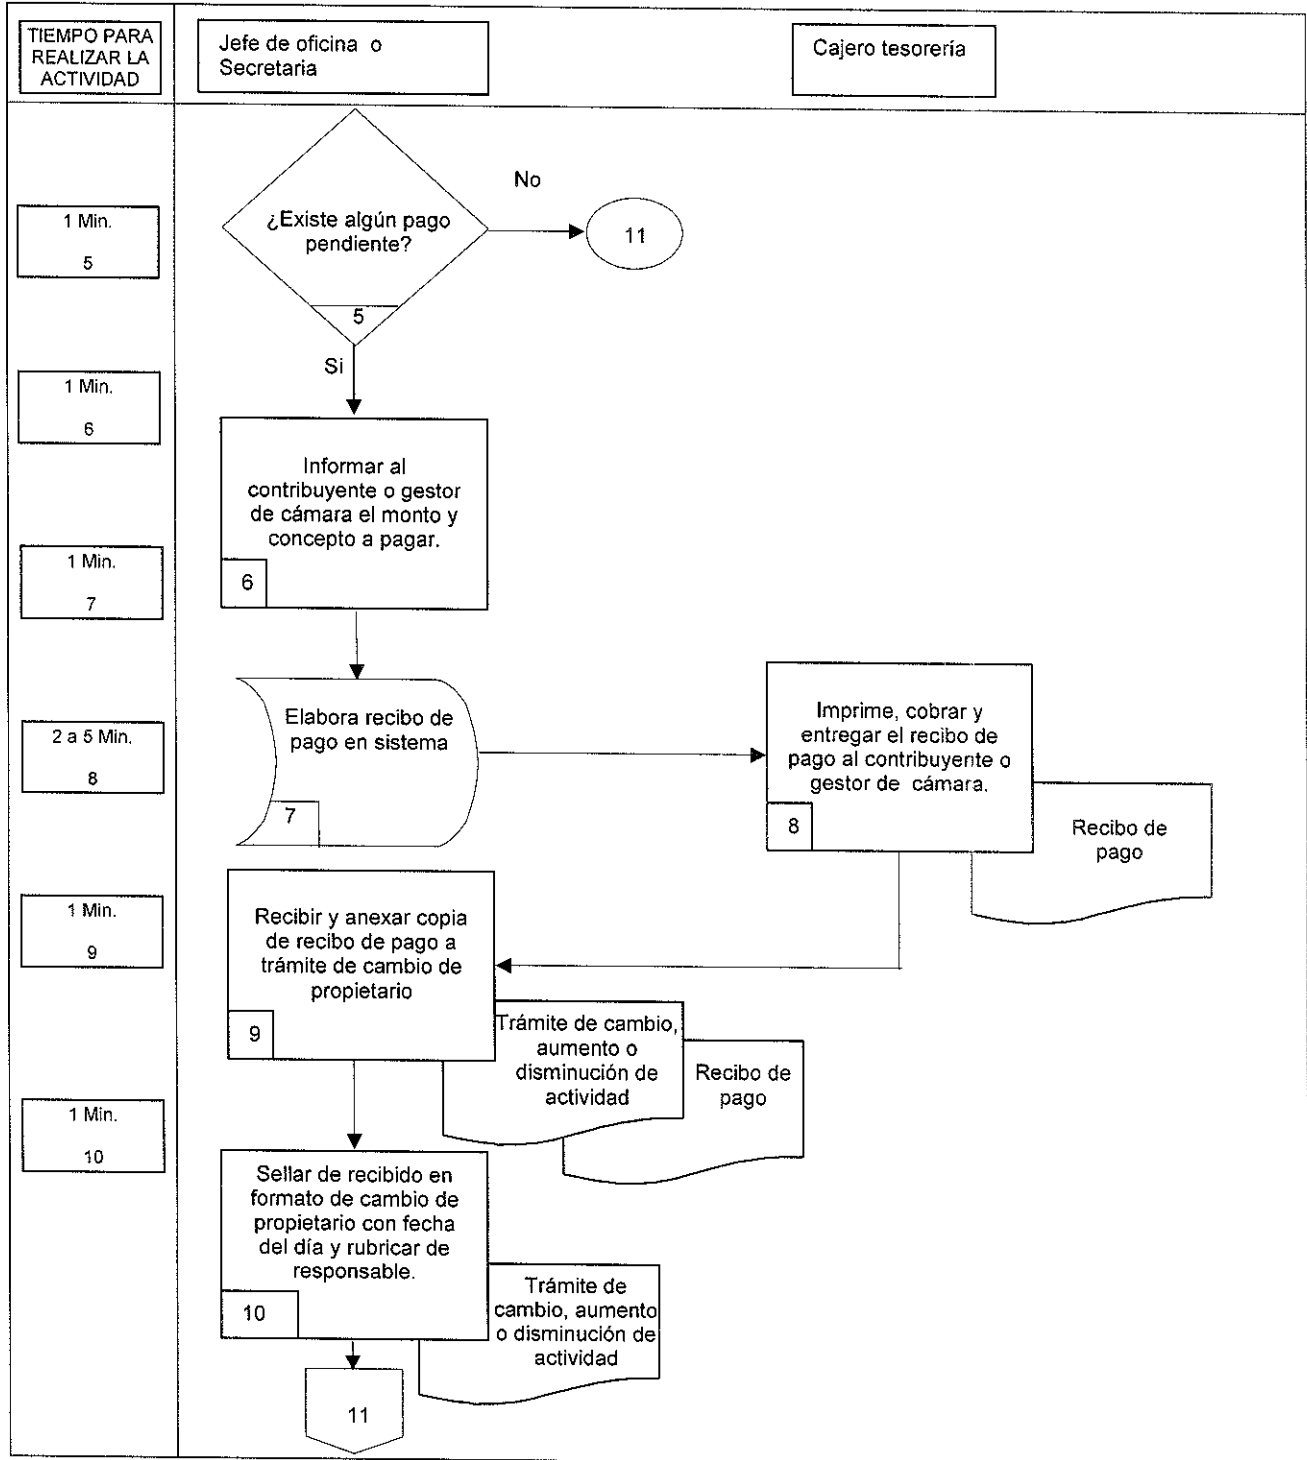 TIEMPO PARA
REALIZAR LA
ACTIVIDAD
Jefe de oficina o
Secretaria
Cajero tesorería
1 Min.
5
¿Existe algún pago
pendiente?
5
No
11
Si
1 Min.
6
Informar al
contribuyente o gestor
de cámara el monto y
concepto a pagar.
6
1 Min.
7
Elabora recibo de
pago en sistema
7
2 a 5 Min.
8
Imprime, cobrar y
entregar el recibo de
pago al contribuyente o
gestor de cámara.
8
Recibo de
pago
1 Min.
9
Recibir y anexar copia
de recibo de pago a
trámite de cambio de
propietario
9
Trámite de cambio,
aumento o
disminución de
actividad
Recibo de
pago
1 Min.
10
Sellar de recibido en
formato de cambio de
propietario con fecha
del día y rubricar de
responsable.
10
Trámite de
cambio, aumento
o disminución de
actividad
11